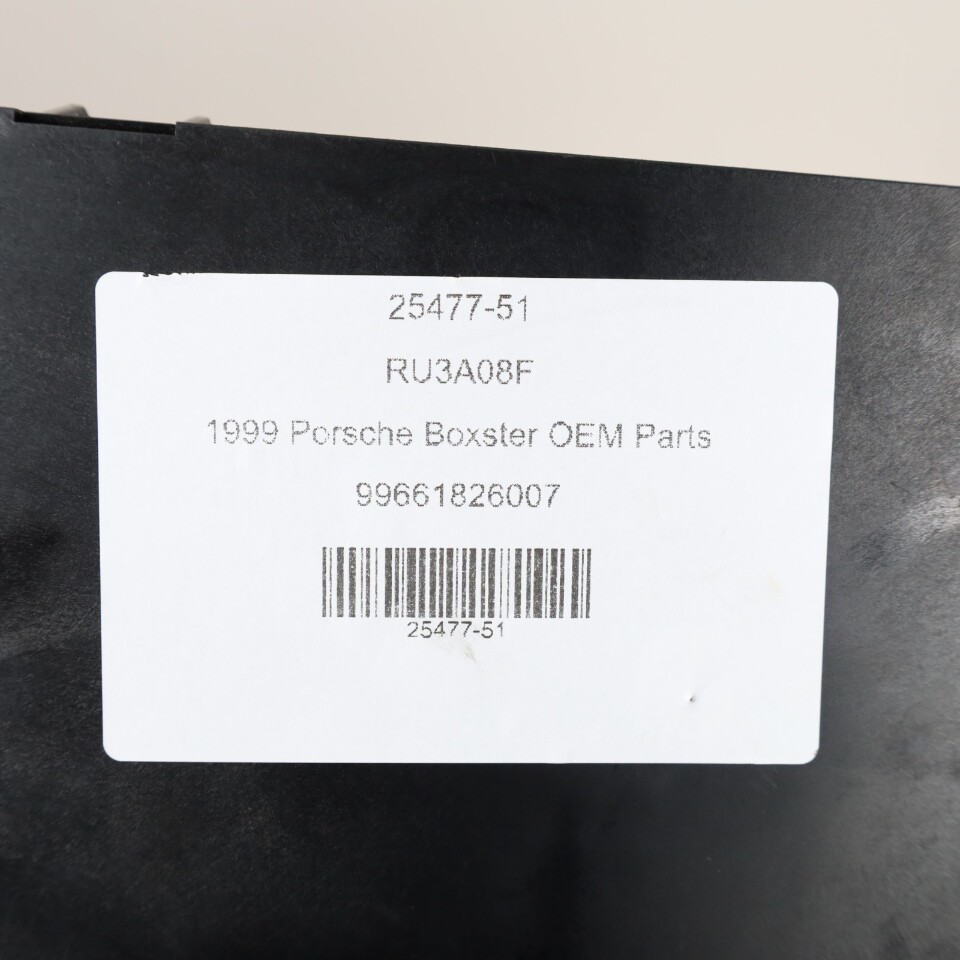 25477-51
RU3A08F
1999 Porsche Boxster OEM Parts
99661826007
25477-51